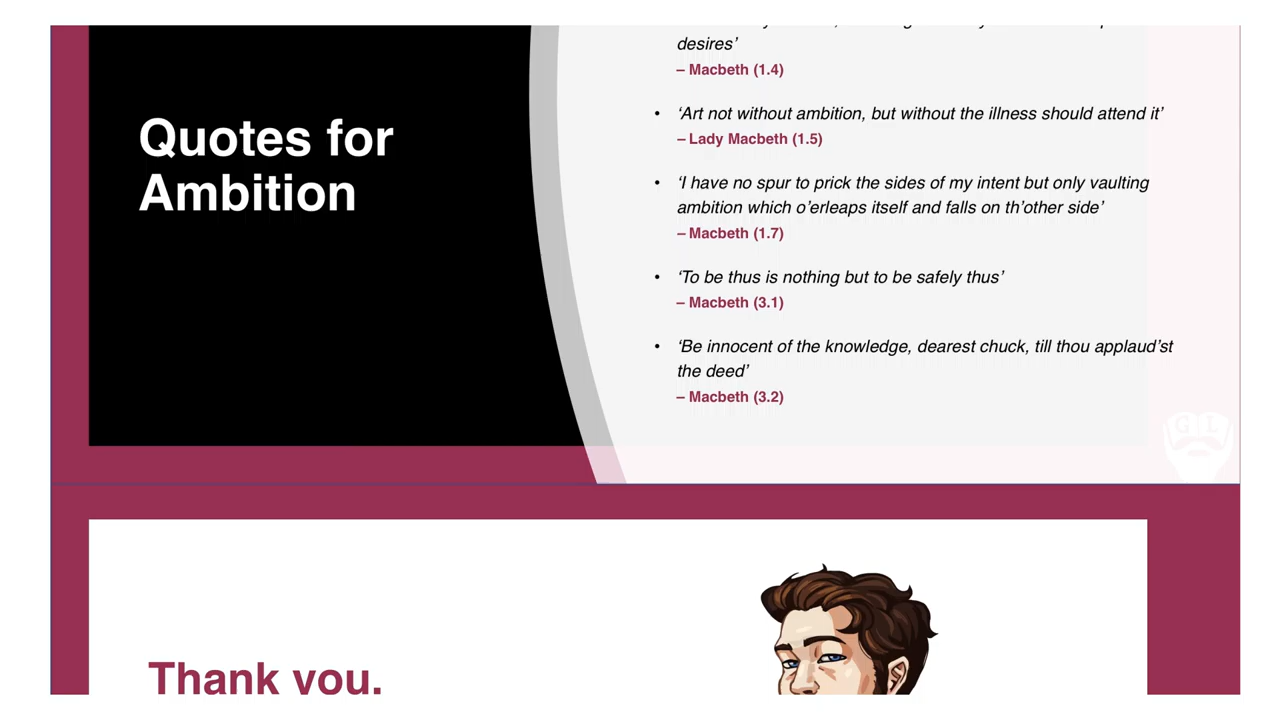 Quotes for
Ambition
desires’
– Macbeth (1.4)
• ‘Art not without ambition, but without the illness should attend it’
– Lady Macbeth (1.5)
• ‘I have no spur to prick the sides of my intent but only vaulting
ambition which o’erleaps itself and falls on th’other side’
– Macbeth (1.7)
• ‘To be thus is nothing but to be safely thus’
– Macbeth (3.1)
• ‘Be innocent of the knowledge, dearest chuck, till thou applaud’st
the deed’
– Macbeth (3.2)
G L
Thank you.